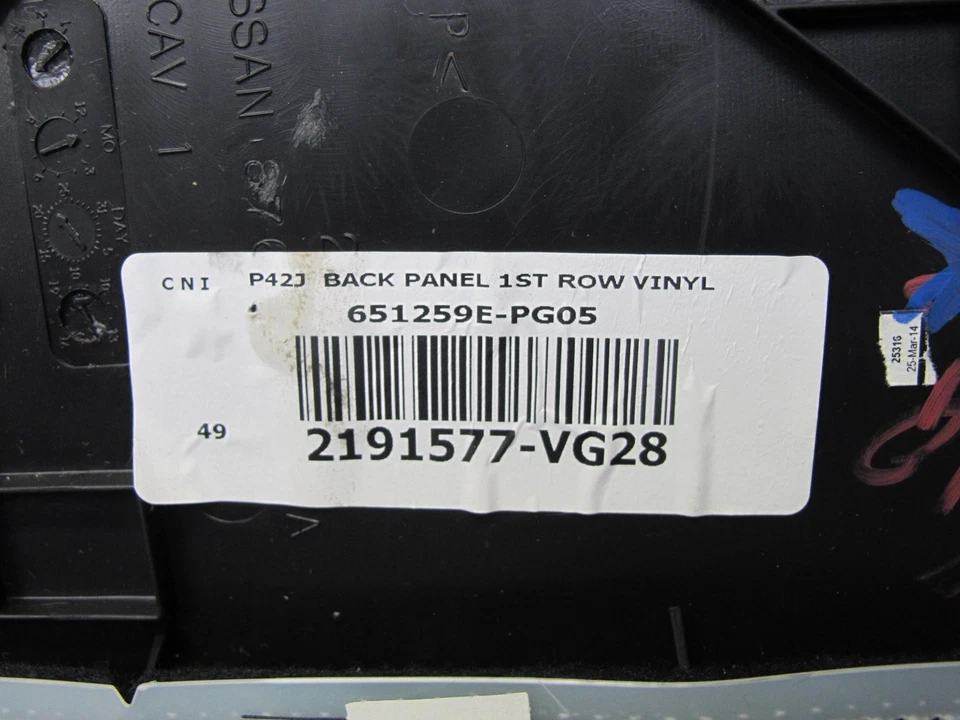 CNI P42J BACK PANEL 1ST ROW VINYL
651259E-PG05
49
2191577-VG28
25316
25-Mar-14
SSAN 876
CAV 1
P<
MO
DAY